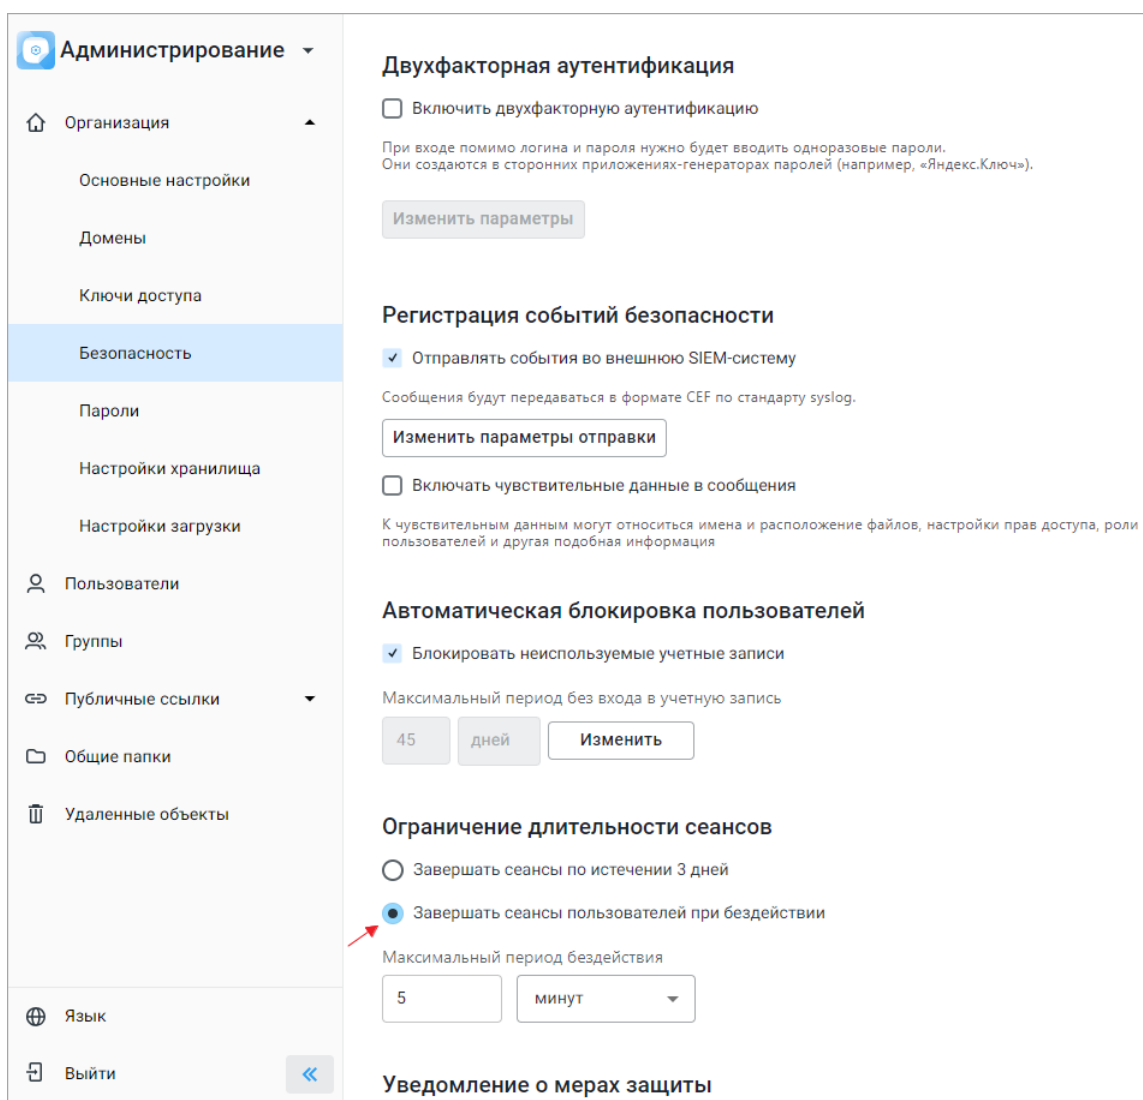 Администрирование
Организация
Основные настройки
Домены
Ключи доступа
Безопасность
Пароли
Настройки хранилища
Настройки загрузки
Пользователи
Группы
Публичные ссылки
Общие папки
Удаленные объекты
Язык
Выйти
Двухфакторная аутентификация
Включить двухфакторную аутентификацию
При входе помимо логина и пароля нужно будет вводить одноразовые пароли.
Они создаются в сторонних приложениях-генераторах паролей (например, «Яндекс.Ключ»).
Изменить параметры
Регистрация событий безопасности
Отправлять события во внешнюю SIEM-систему
Сообщения будут передаваться в формате CEF по стандарту syslog.
Изменить параметры отправки
Включать чувствительные данные в сообщения
К чувствительным данным могут относиться имена и расположение файлов, настройки прав доступа, роли
пользователей и другая подобная информация
Автоматическая блокировка пользователей
Блокировать неиспользуемые учетные записи
Максимальный период без входа в учетную запись
45 дней Изменить
Ограничение длительности сеансов
Завершать сеансы по истечении 3 дней
Завершать сеансы пользователей при бездействии
Максимальный период бездействия
5 минут
Уведомление о мерах защиты